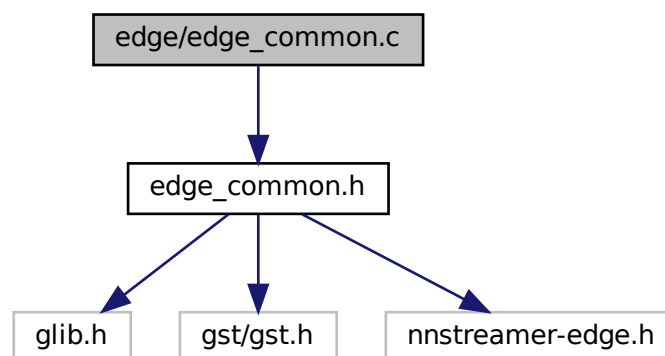 edge/edge_common.c
edge_common.h
glib.h
gst/gst.h
nnstreamer-edge.h